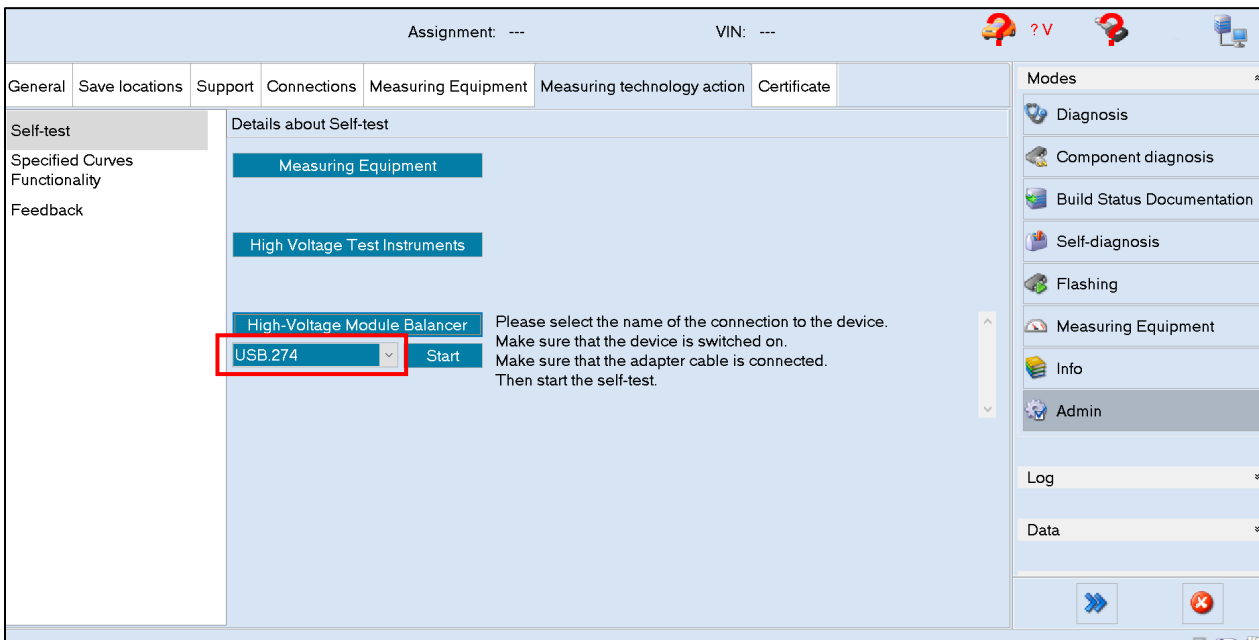 Assignment: --- VIN: --- ? V
General Save locations Support Connections Measuring Equipment Measuring technology action Certificate
Self-test
Specified Curves
Functionality
Feedback
Details about Self-test
Measuring Equipment
High Voltage Test Instruments
High-Voltage Module Balancer
USB.274 Start
Please select the name of the connection to the device.
Make sure that the device is switched on.
Make sure that the adapter cable is connected.
Then start the self-test.
Modes
Diagnosis
Component diagnosis
Build Status Documentation
Self-diagnosis
Flashing
Measuring Equipment
Info
Admin
Log
Data